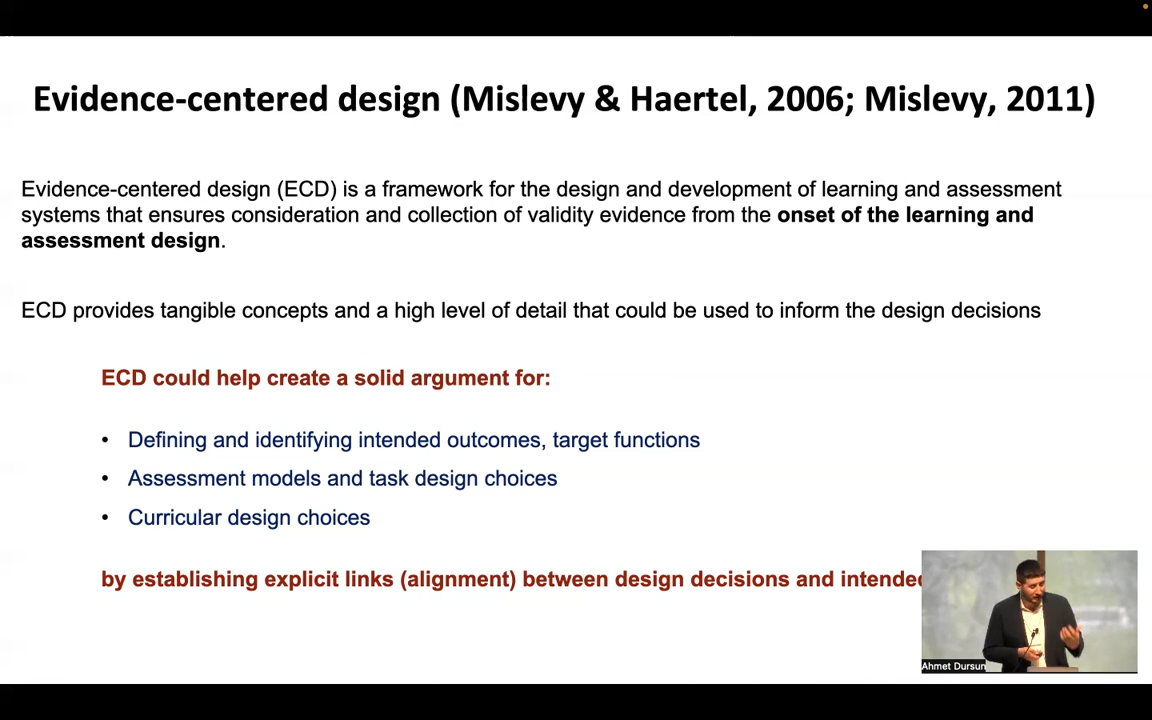 Evidence-centered design (Mislevy & Haertel, 2006; Mislevy, 2011)
Evidence-centered design (ECD) is a framework for the design and development of learning and assessment
systems that ensures consideration and collection of validity evidence from the onset of the learning and
assessment design.
ECD provides tangible concepts and a high level of detail that could be used to inform the design decisions
ECD could help create a solid argument for:
• Defining and identifying intended outcomes, target functions
• Assessment models and task design choices
• Curricular design choices
by establishing explicit links (alignment) between design decisions and
Ahmet Dursun